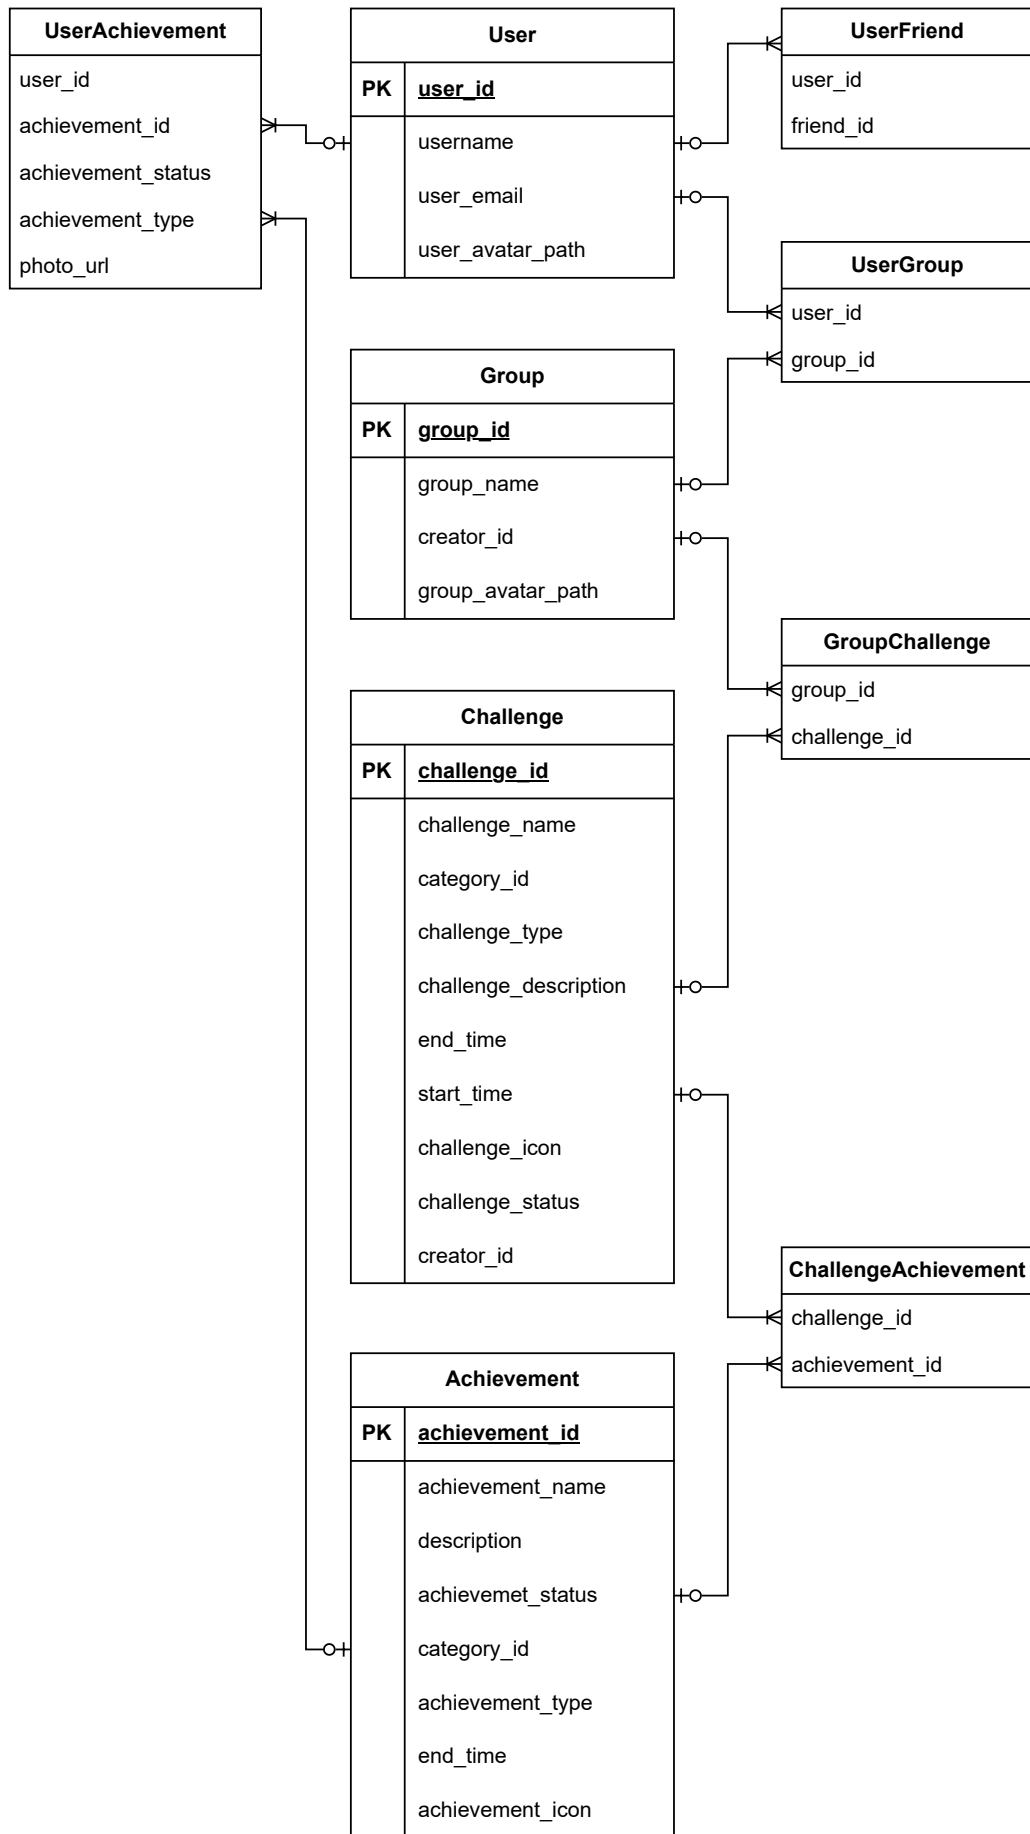 UserAchievement
user_id
achievement_id
achievement_status
achievement_type
photo_url
User
PK user_id
username
user_email
user_avatar_path
UserFriend
user_id
friend_id
UserGroup
user_id
group_id
Group
PK group_id
group_name
creator_id
group_avatar_path
GroupChallenge
group_id
challenge_id
Challenge
PK challenge_id
challenge_name
category_id
challenge_type
challenge_description
end_time
start_time
challenge_icon
challenge_status
creator_id
ChallengeAchievement
challenge_id
achievement_id
Achievement
PK achievement_id
achievement_name
description
achievemet_status
category_id
achievement_type
end_time
achievement_icon